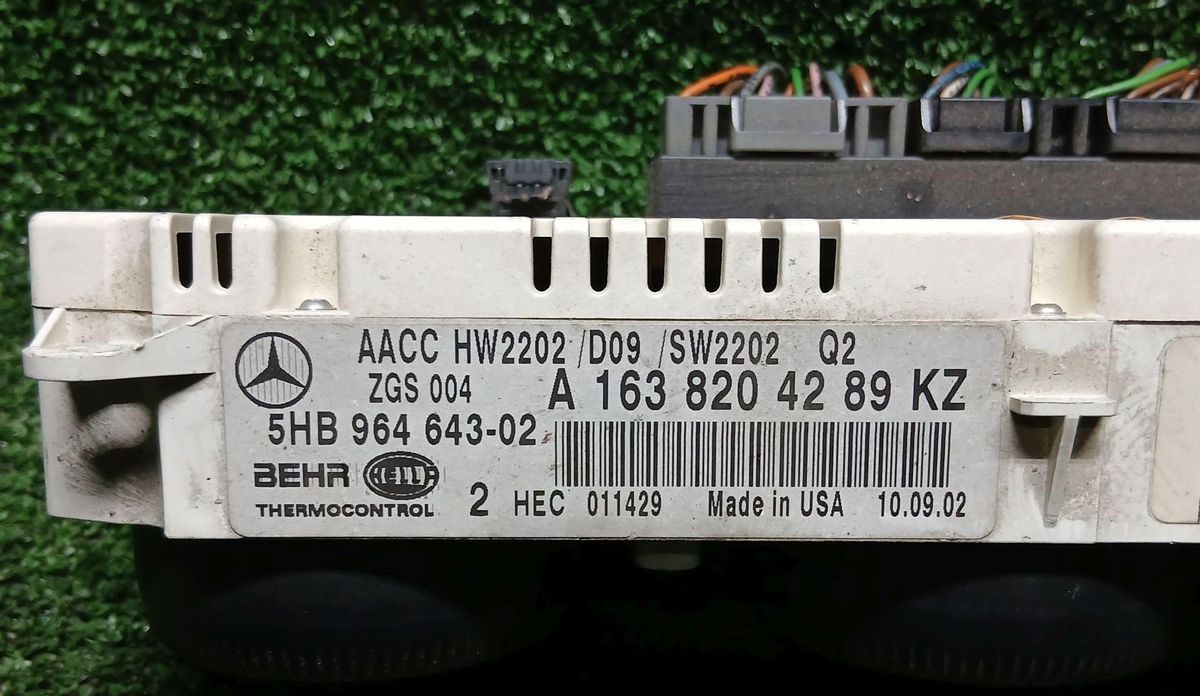 AACC HW2202 /D09 /SW2202 Q2
ZGS 004 A 163 820 42 89 KZ
5HB 964 643-02
BEHR HELLA
THERMOCONTROL 2 HEC 011429 Made in USA 10.09.02